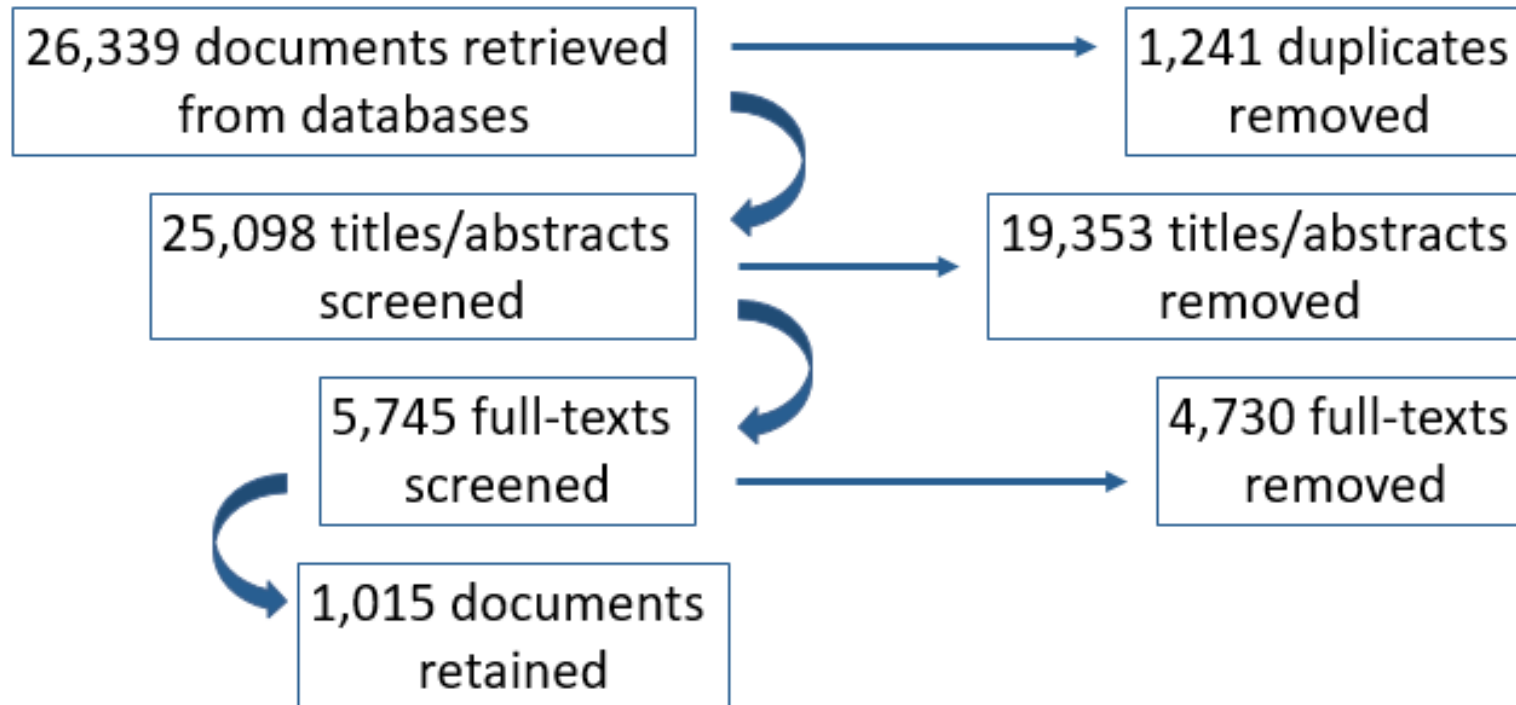 26,339 documents retrieved
from databases
1,241 duplicates
removed
25,098 titles/abstracts
screened
19,353 titles/abstracts
removed
5,745 full-texts
screened
4,730 full-texts
removed
1,015 documents
retained